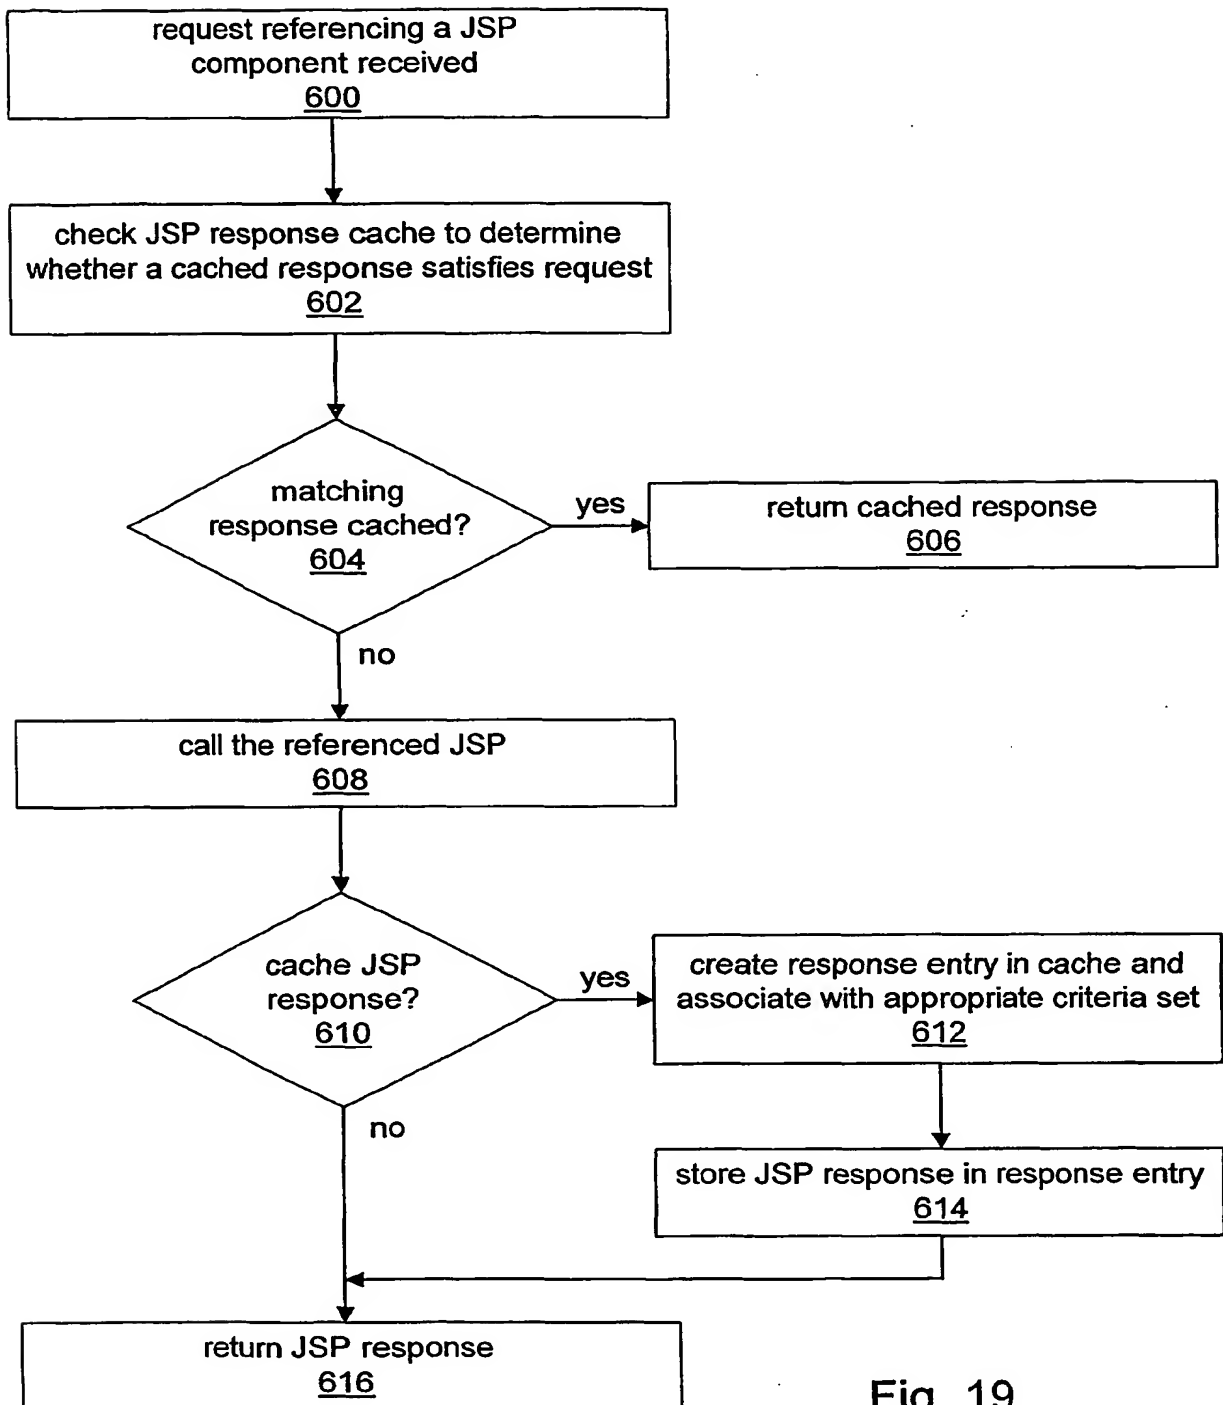 request referencing a JSP
component received
600
check JSP response cache to determine
whether a cached response satisfies request
602
matching
response cached?
604
yes
return cached response
606
no
call the referenced JSP
608
cache JSP
response?
610
yes
create response entry in cache and
associate with appropriate criteria set
612
no
store JSP response in response entry
614
return JSP response
616
Fig. 19